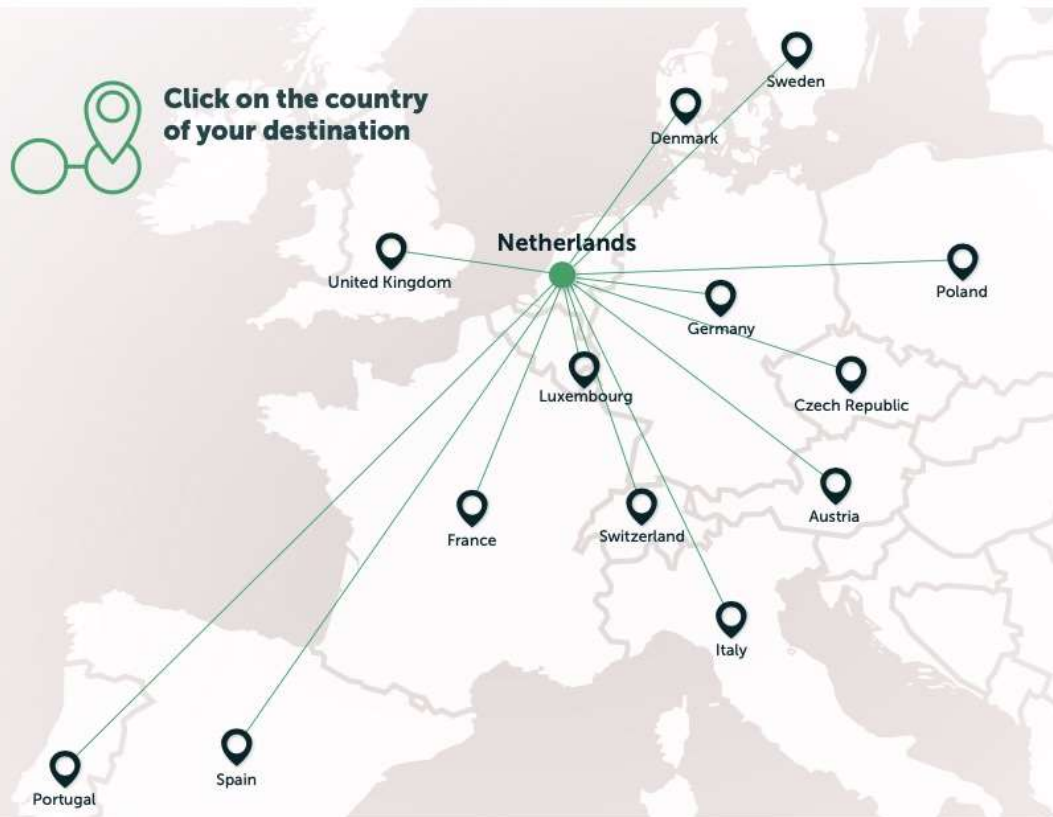 Click on the country
of your destination
Sweden
Denmark
Netherlands
United Kingdom
Poland
Germany
Luxembourg
Czech Republic
Austria
France
Switzerland
Italy
Spain
Portugal